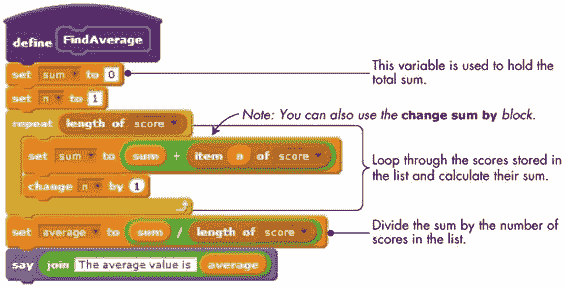 define FindAverage
set sum to 0
This variable is used to hold the
total sum.
set n to 1
repeat length of score
Note: You can also use the change sum by block.
set sum to sum + item n of score
change n by 1
Loop through the scores stored in
the list and calculate their sum.
set average to sum / length of score
Divide the sum by the number of
scores in the list.
say join The average value is average